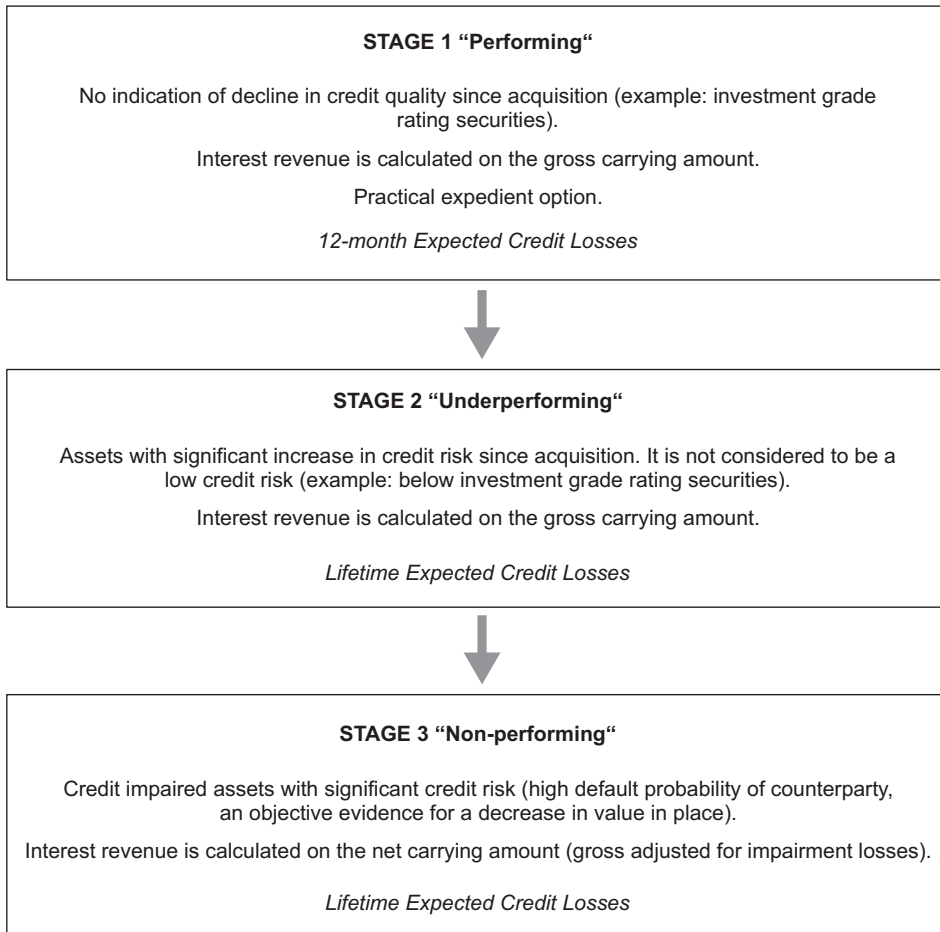 STAGE 1 “Performing“
No indication of decline in credit quality since acquisition (example: investment grade
rating securities).
Interest revenue is calculated on the gross carrying amount.
Practical expedient option.
12-month Expected Credit Losses
STAGE 2 “Underperforming“
Assets with significant increase in credit risk since acquisition. It is not considered to be a
low credit risk (example: below investment grade rating securities).
Interest revenue is calculated on the gross carrying amount.
Lifetime Expected Credit Losses
STAGE 3 “Non-performing“
Credit impaired assets with significant credit risk (high default probability of counterparty,
an objective evidence for a decrease in value in place).
Interest revenue is calculated on the net carrying amount (gross adjusted for impairment losses).
Lifetime Expected Credit Losses